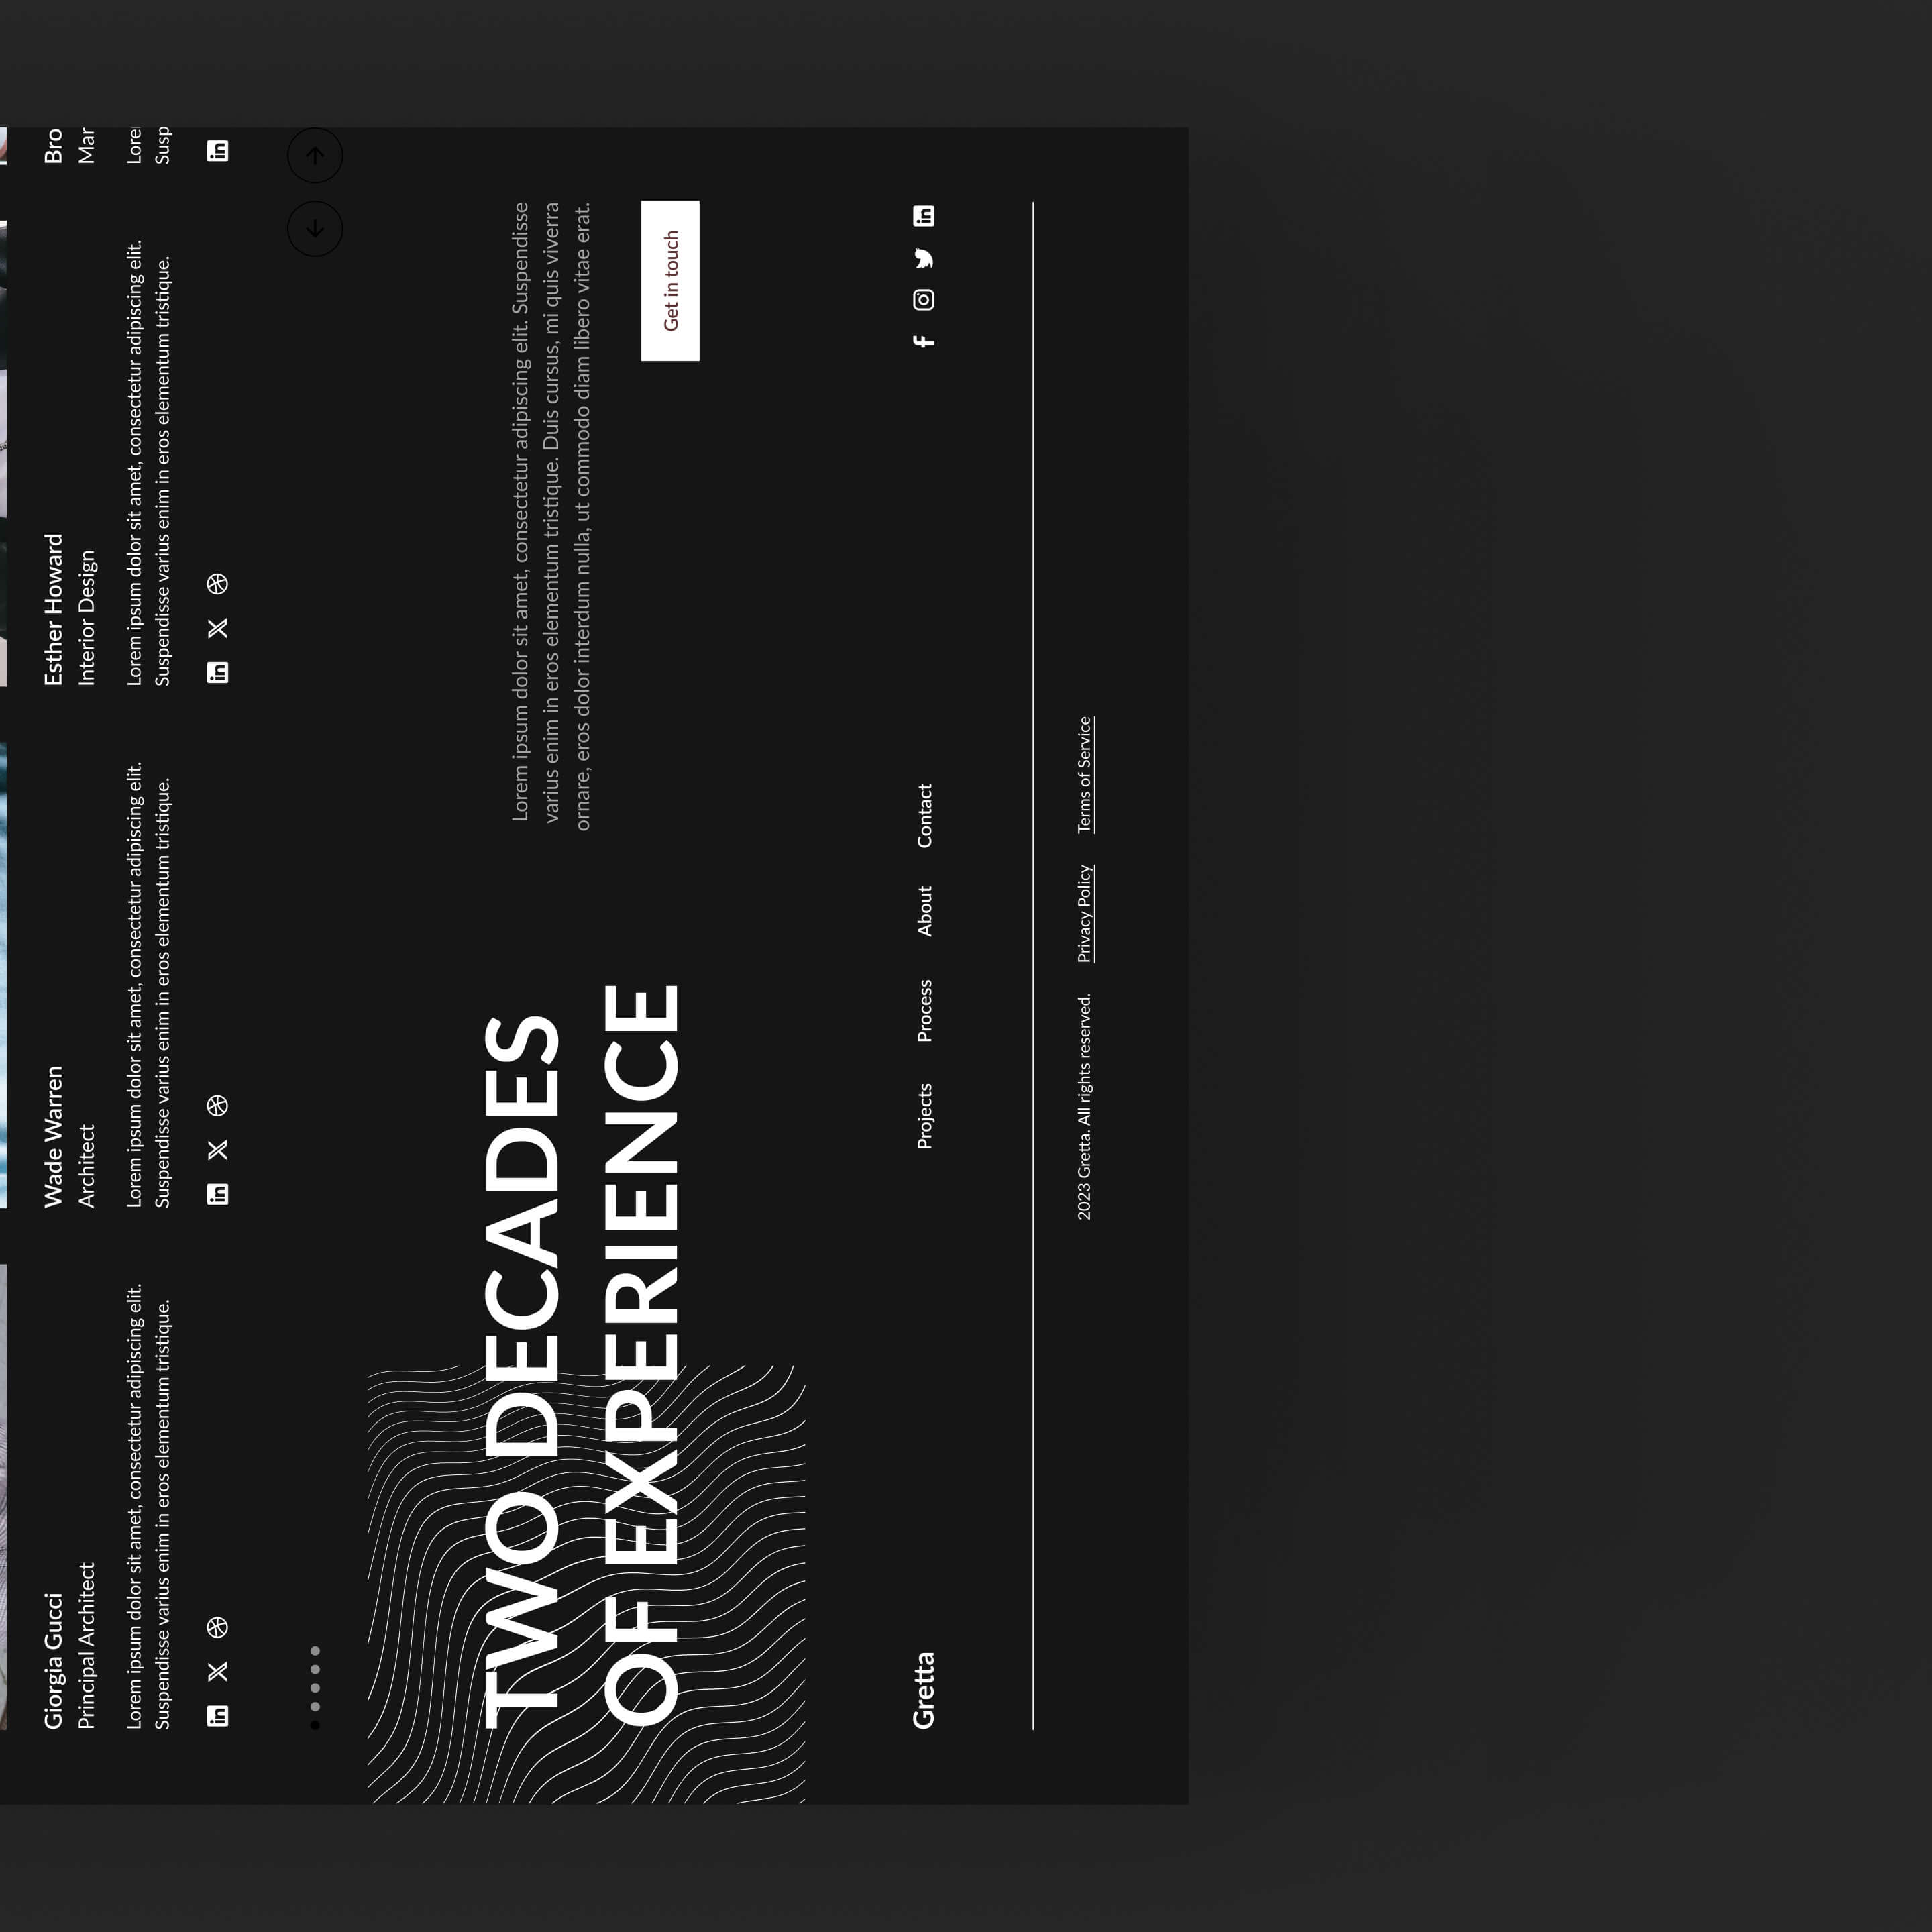 Giorgia Gucci
Principal Architect
Lorem ipsum dolor sit amet, consectetur adipiscing elit.
Suspendisse varius enim in eros elementum tristique.
Wade Warren
Architect
Lorem ipsum dolor sit amet, consectetur adipiscing elit.
Suspendisse varius enim in eros elementum tristique.
Esther Howard
Interior Design
Lorem ipsum dolor sit amet, consectetur adipiscing elit.
Suspendisse varius enim in eros elementum tristique.
Bro
Mar
Lore
Susp
TWO DECADES
OF EXPERIENCE
Lorem ipsum dolor sit amet, consectetur adipiscing elit. Suspendisse
varius enim in eros elementum tristique. Duis cursus, mi quis viverra
ornare, eros dolor interdum nulla, ut commodo diam libero vitae erat.
Get in touch
Gretta
Projects Process About Contact
2023 Gretta. All rights reserved. Privacy Policy Terms of Service